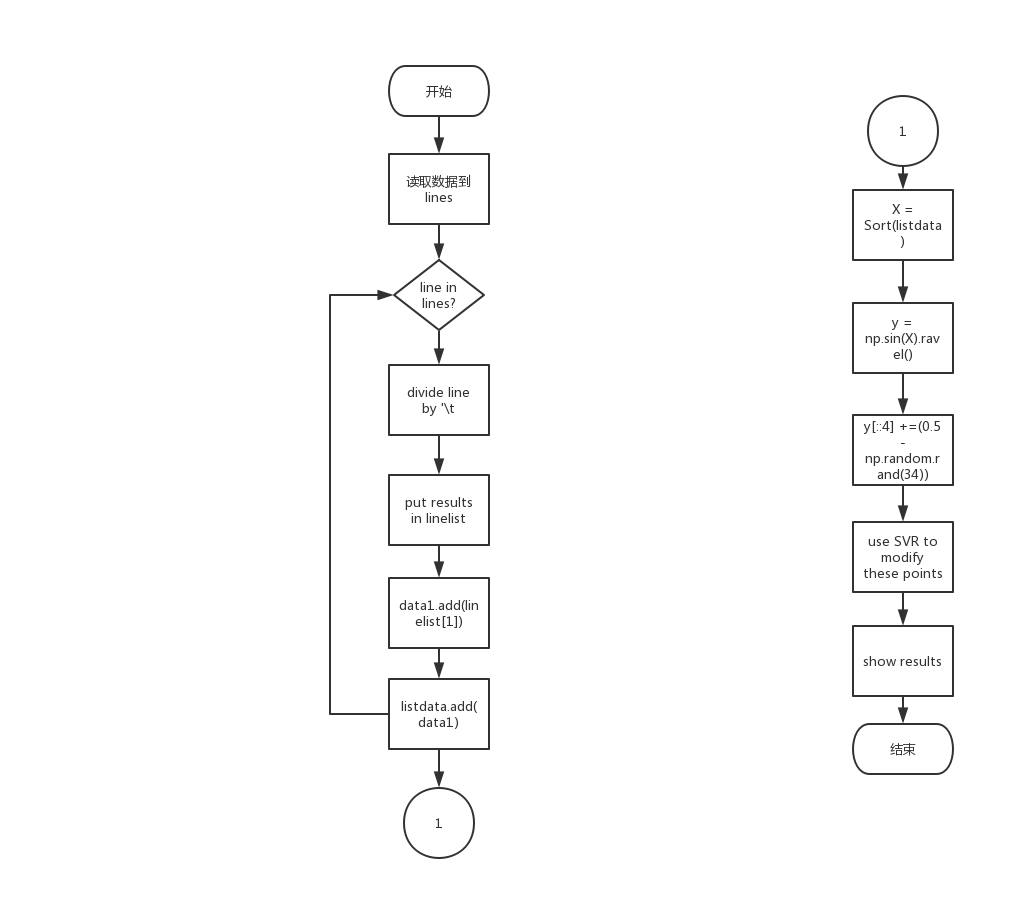 开始
读取数据到
lines
line in
lines?
divide line
by '\t
put results
in linelist
data1.add(lin
elist[1])
listdata.add(
data1)
1
1
X =
Sort(listdata
)
y =
np.sin(X).rav
el()
y[::4] +=(0.5
-
np.random.r
and(34))
use SVR to
modify
these points
show results
结束